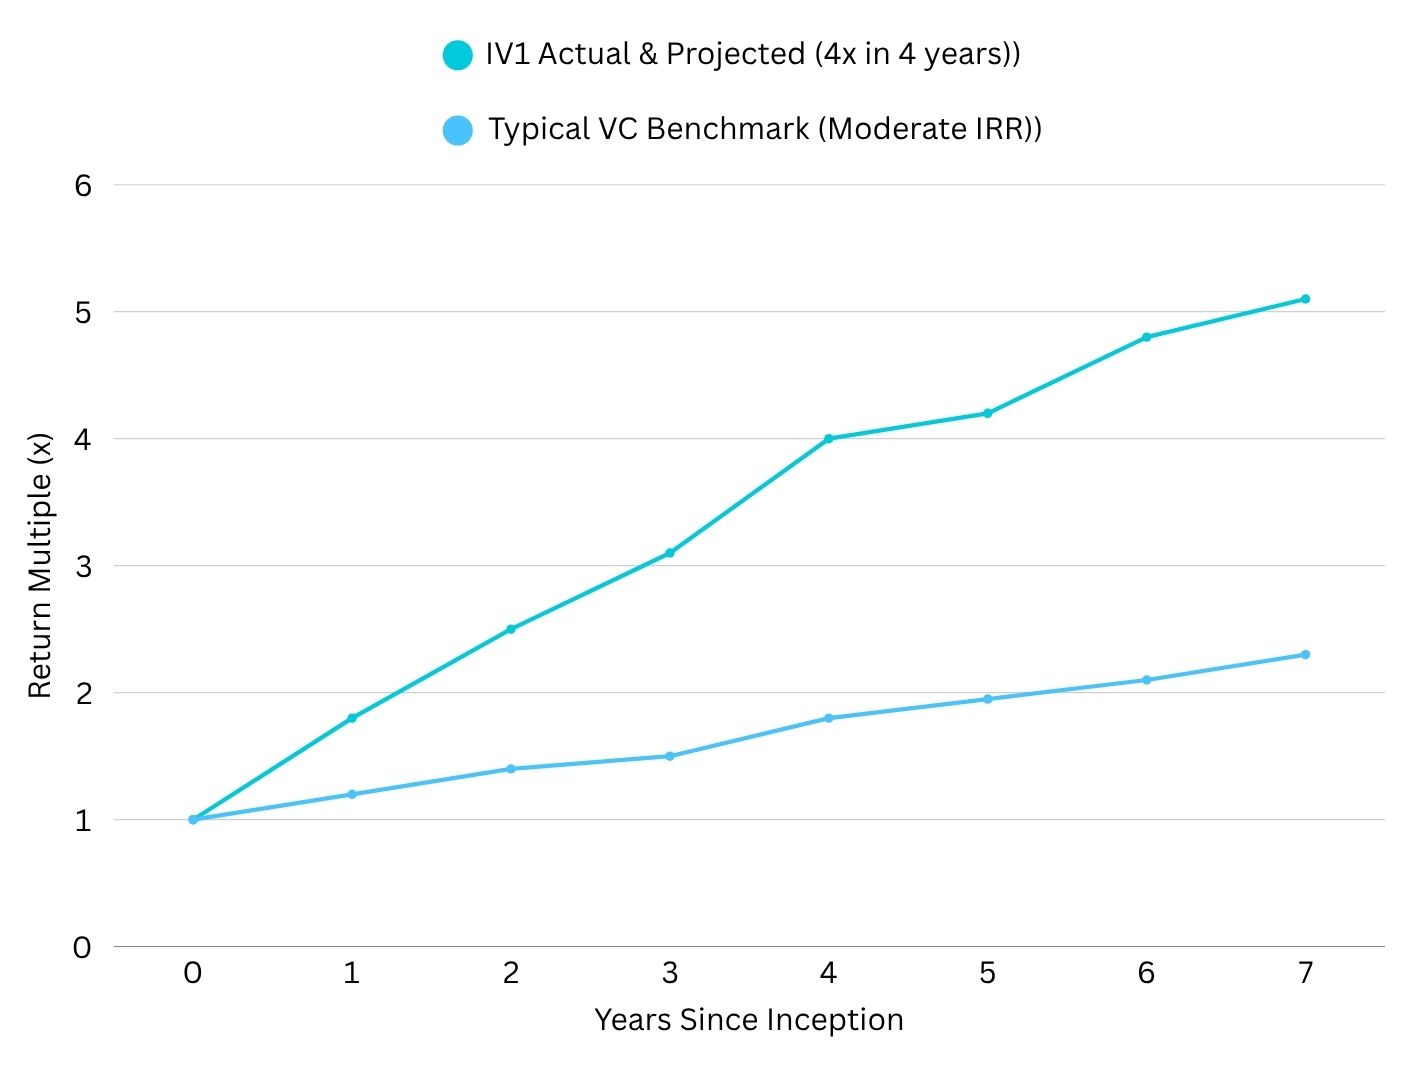 IV1 Actual & Projected (4x in 4 years))
Typical VC Benchmark (Moderate IRR))
6
5
4
3
2
1
0
Return Multiple (x)
0 1 2 3 4 5 6 7
Years Since Inception